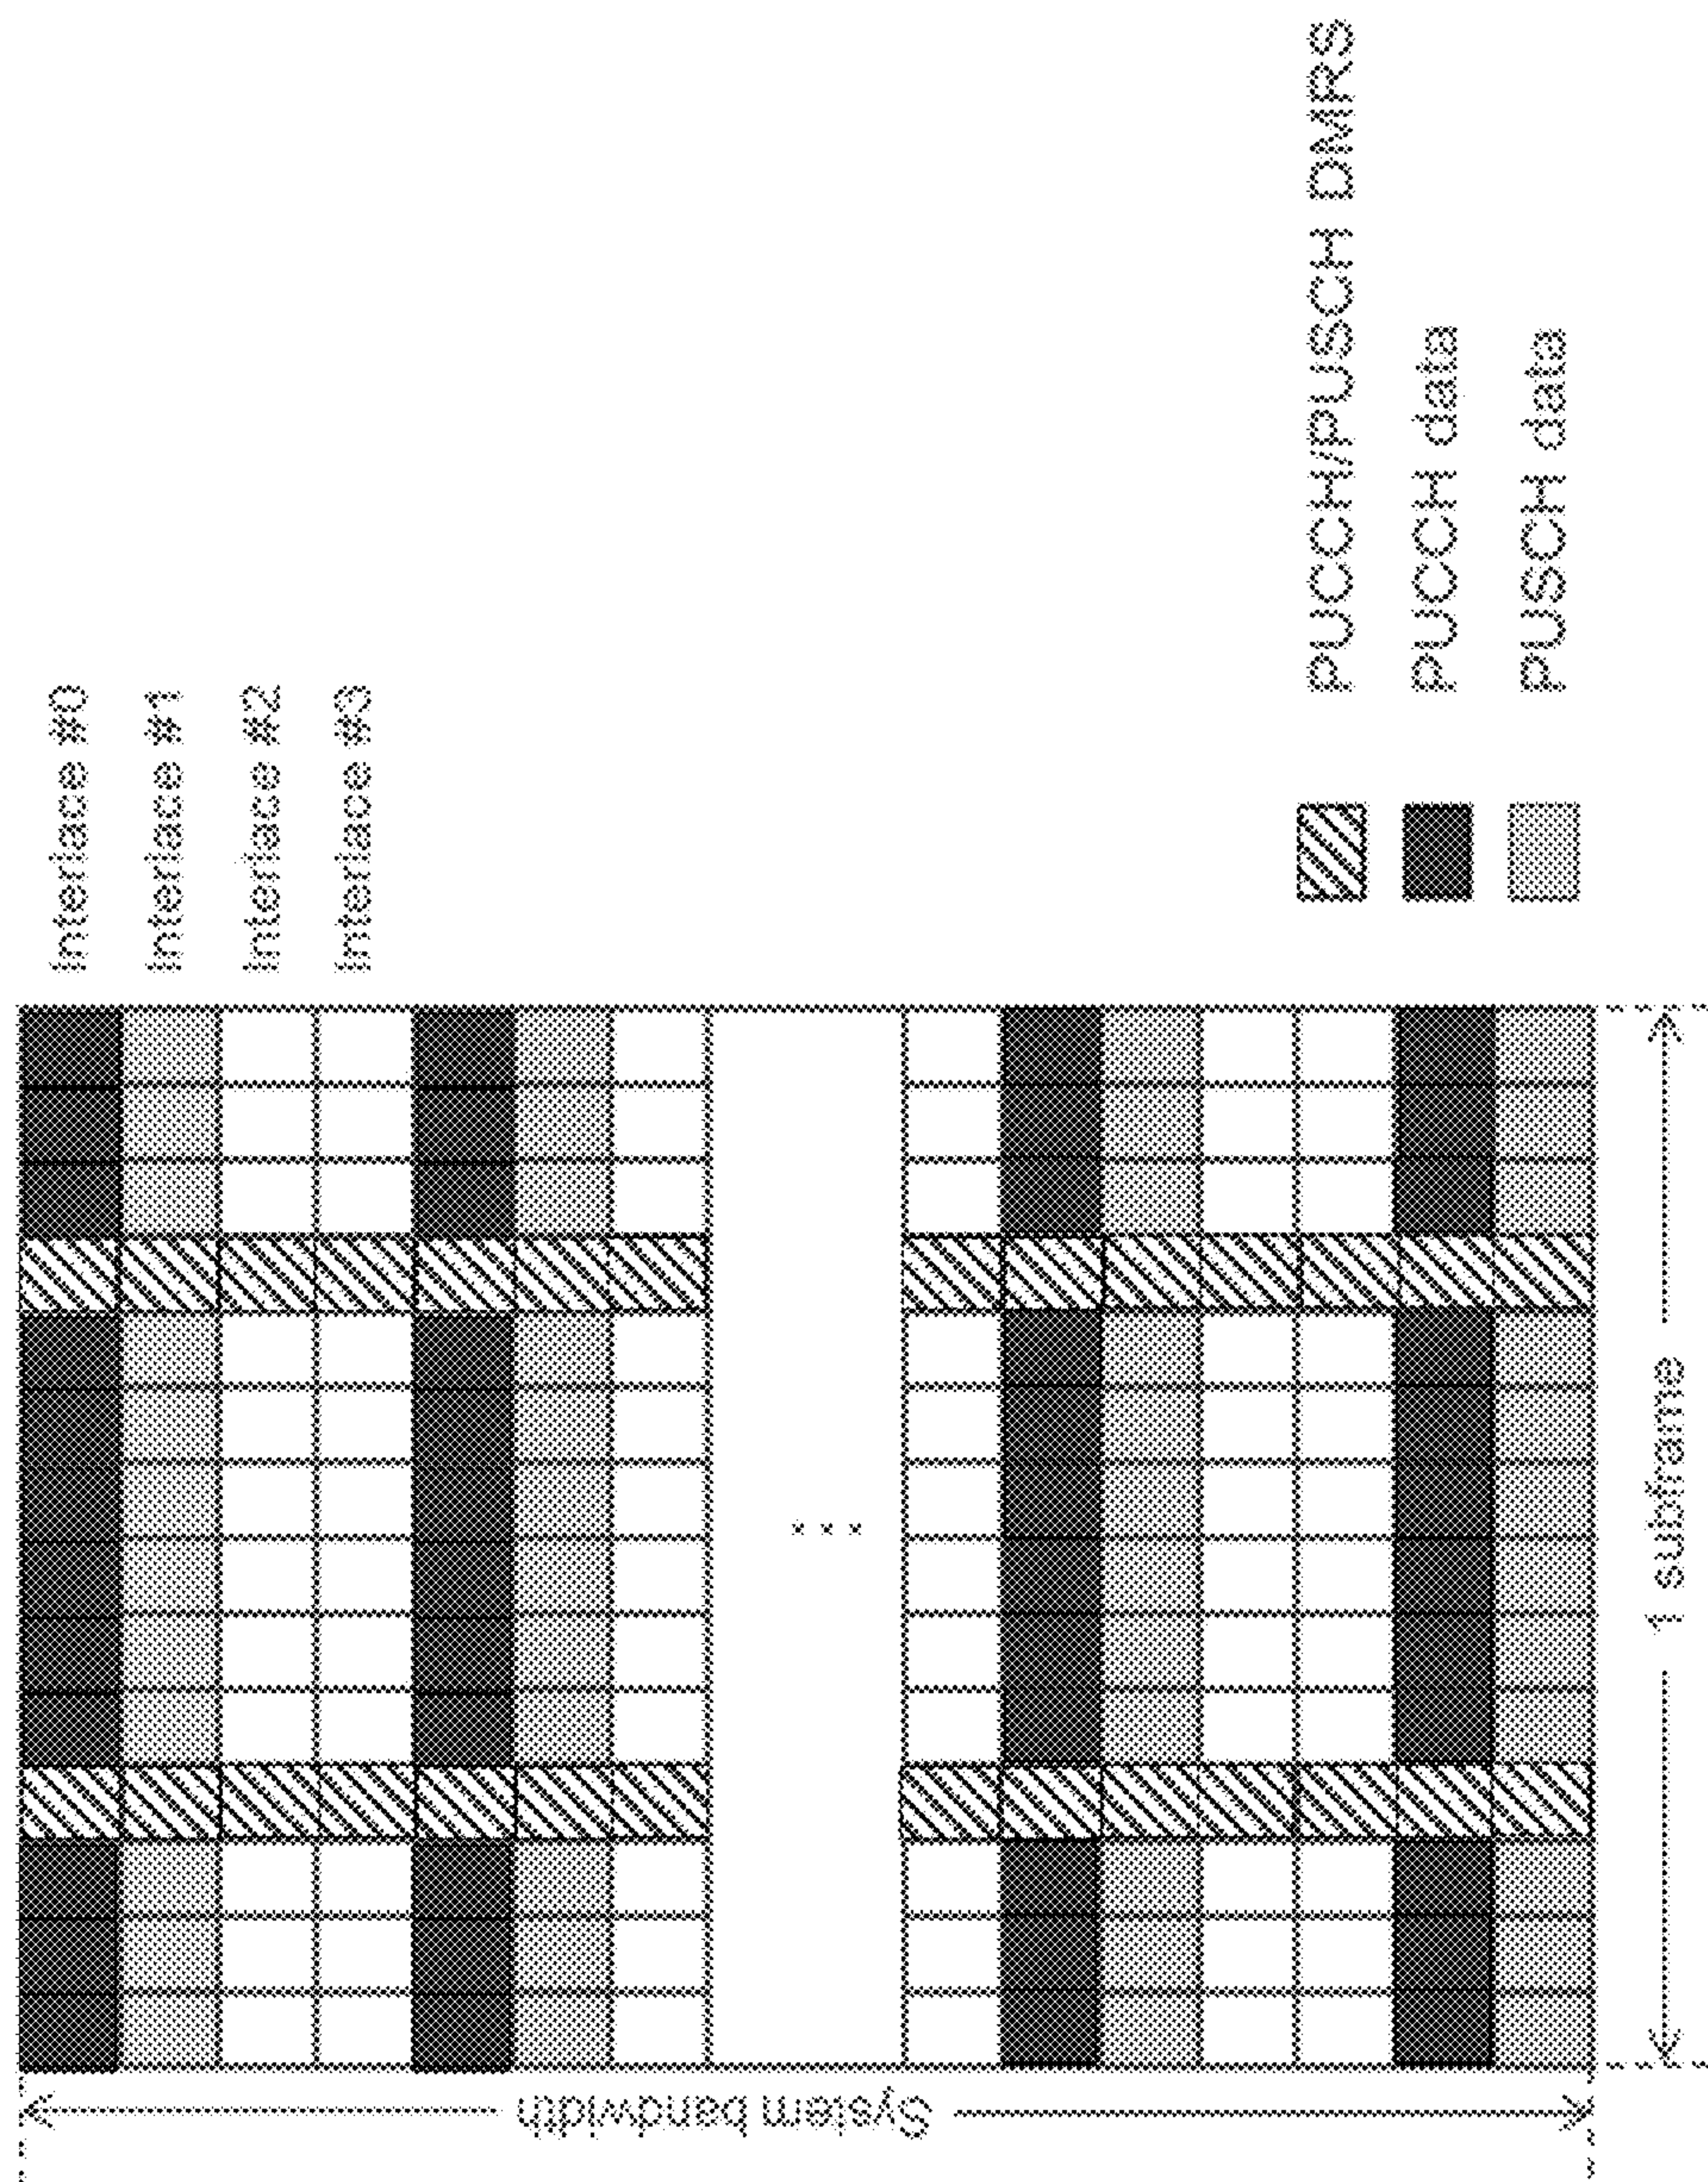 Interlace #0
Interlace #1
Interlace #2
Interlace #3
System bandwidth
...
1 subframe
PUCCH/PUSCH DMRS
PUCCH data
PUSCH data